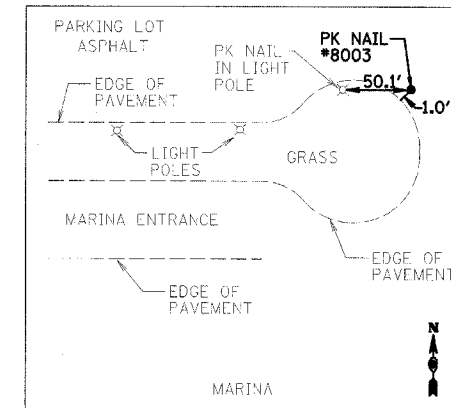 PARKING LOT
ASPHALT
PK NAIL
IN LIGHT
POLE
PK NAIL
#8003
EDGE OF
PAVEMENT
50.1'
1.0'
LIGHT
POLES
GRASS
MARINA ENTRANCE
EDGE OF
PAVEMENT
EDGE OF
PAVEMENT
N
MARINA